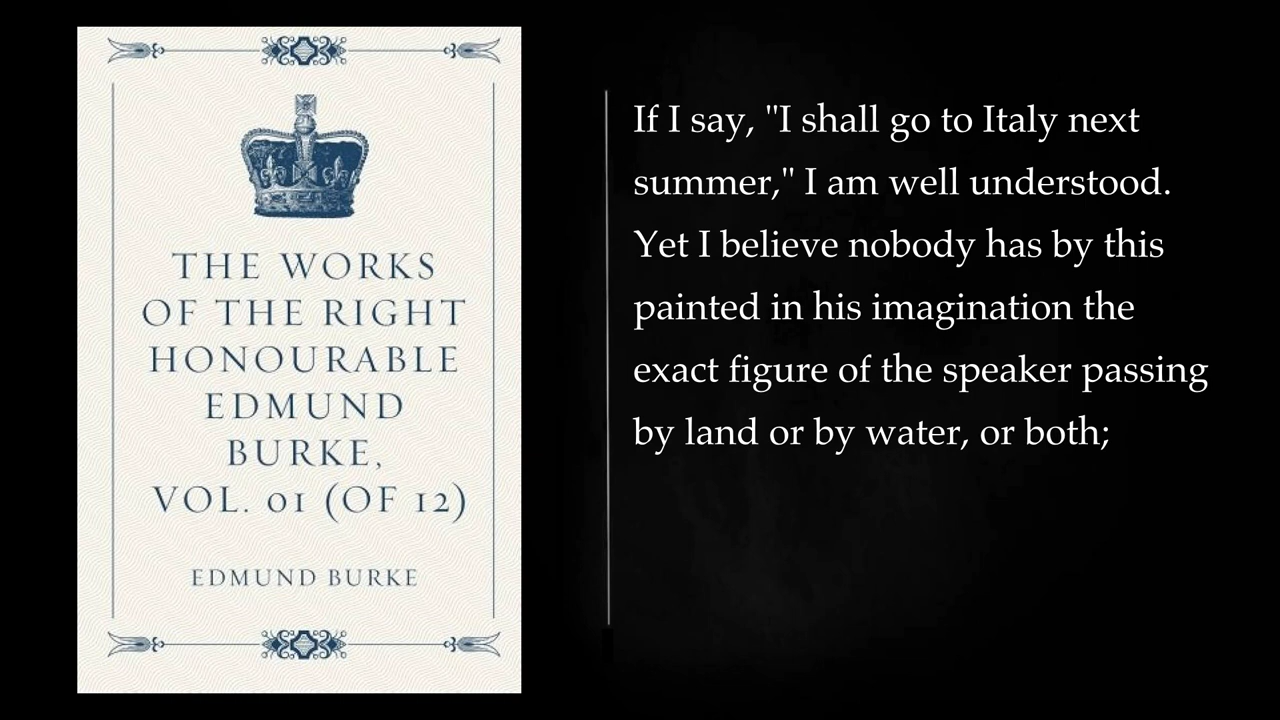 THE WORKS
OF THE RIGHT
HONOURABLE
EDMUND
BURKE,
VOL. 01 (OF 12)
EDMUND BURKE
If I say, "I shall go to Italy next
summer," I am well understood.
Yet I believe nobody has by this
painted in his imagination the
exact figure of the speaker passing
by land or by water, or both;